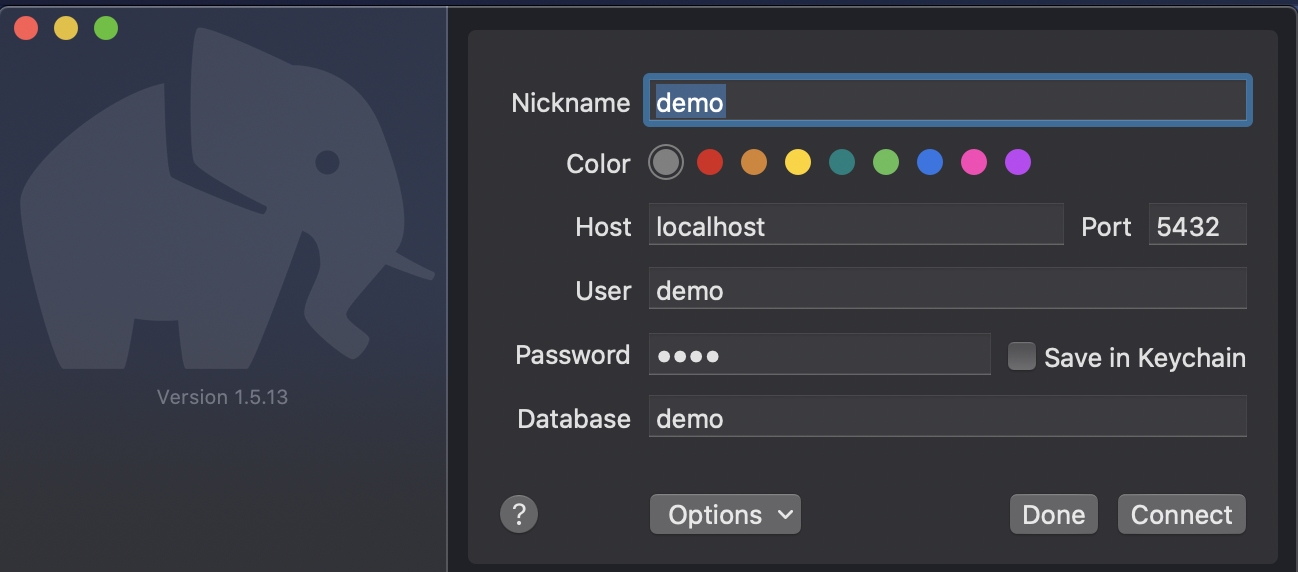 Nickname demo
Color
Host localhost Port 5432
User demo
Password ●●●● Save in Keychain
Version 1.5.13
Database demo
? Options Done Connect